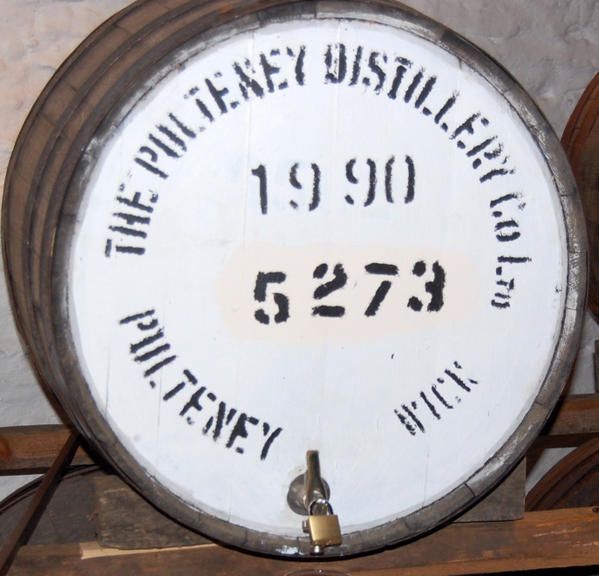 THE PULTENEY DISTILLERY Co LTD
1990
5273
PULTENEY WICK